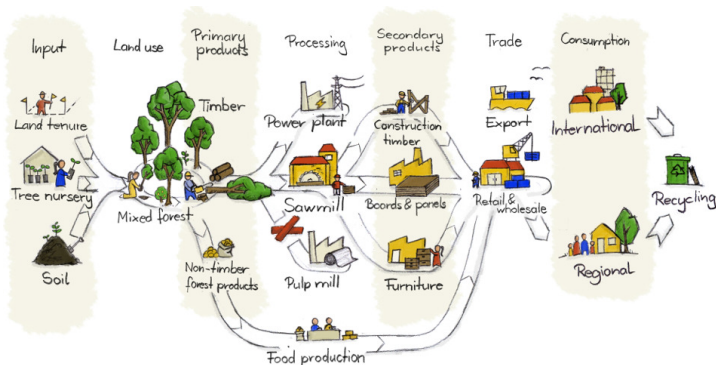 Input
Land use
Primary
products
Processing
Secondary
products
Trade
Consumption
Land tenure
Tree nursery
Soil
Mixed forest
Timber
Non-timber
forest products
Power plant
Sawmill
Pulp mill
Food production
Construction
timber
Boards & panels
Furniture
Export
Retail &
wholesale
International
Regional
Recycling